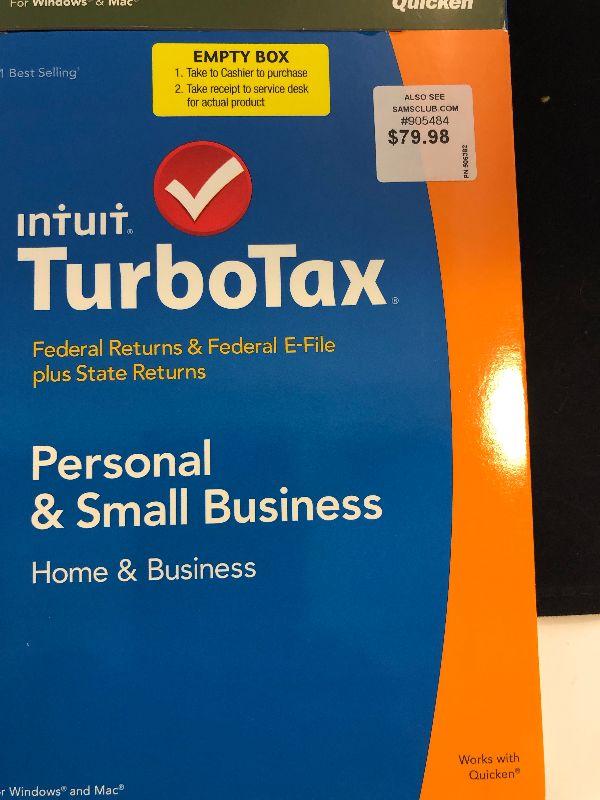 For Windows® & Mac®
Quicken
1 Best Selling
EMPTY BOX
1. Take to Cashier to purchase
2. Take receipt to service desk
for actual product
ALSO SEE
SAMSCLUB.COM
#905484
$79.98
PN 506382
intuit®
TurboTax®
Federal Returns & Federal E-File
plus State Returns
Personal
& Small Business
Home & Business
Works with
Quicken®
r Windows® and Mac®